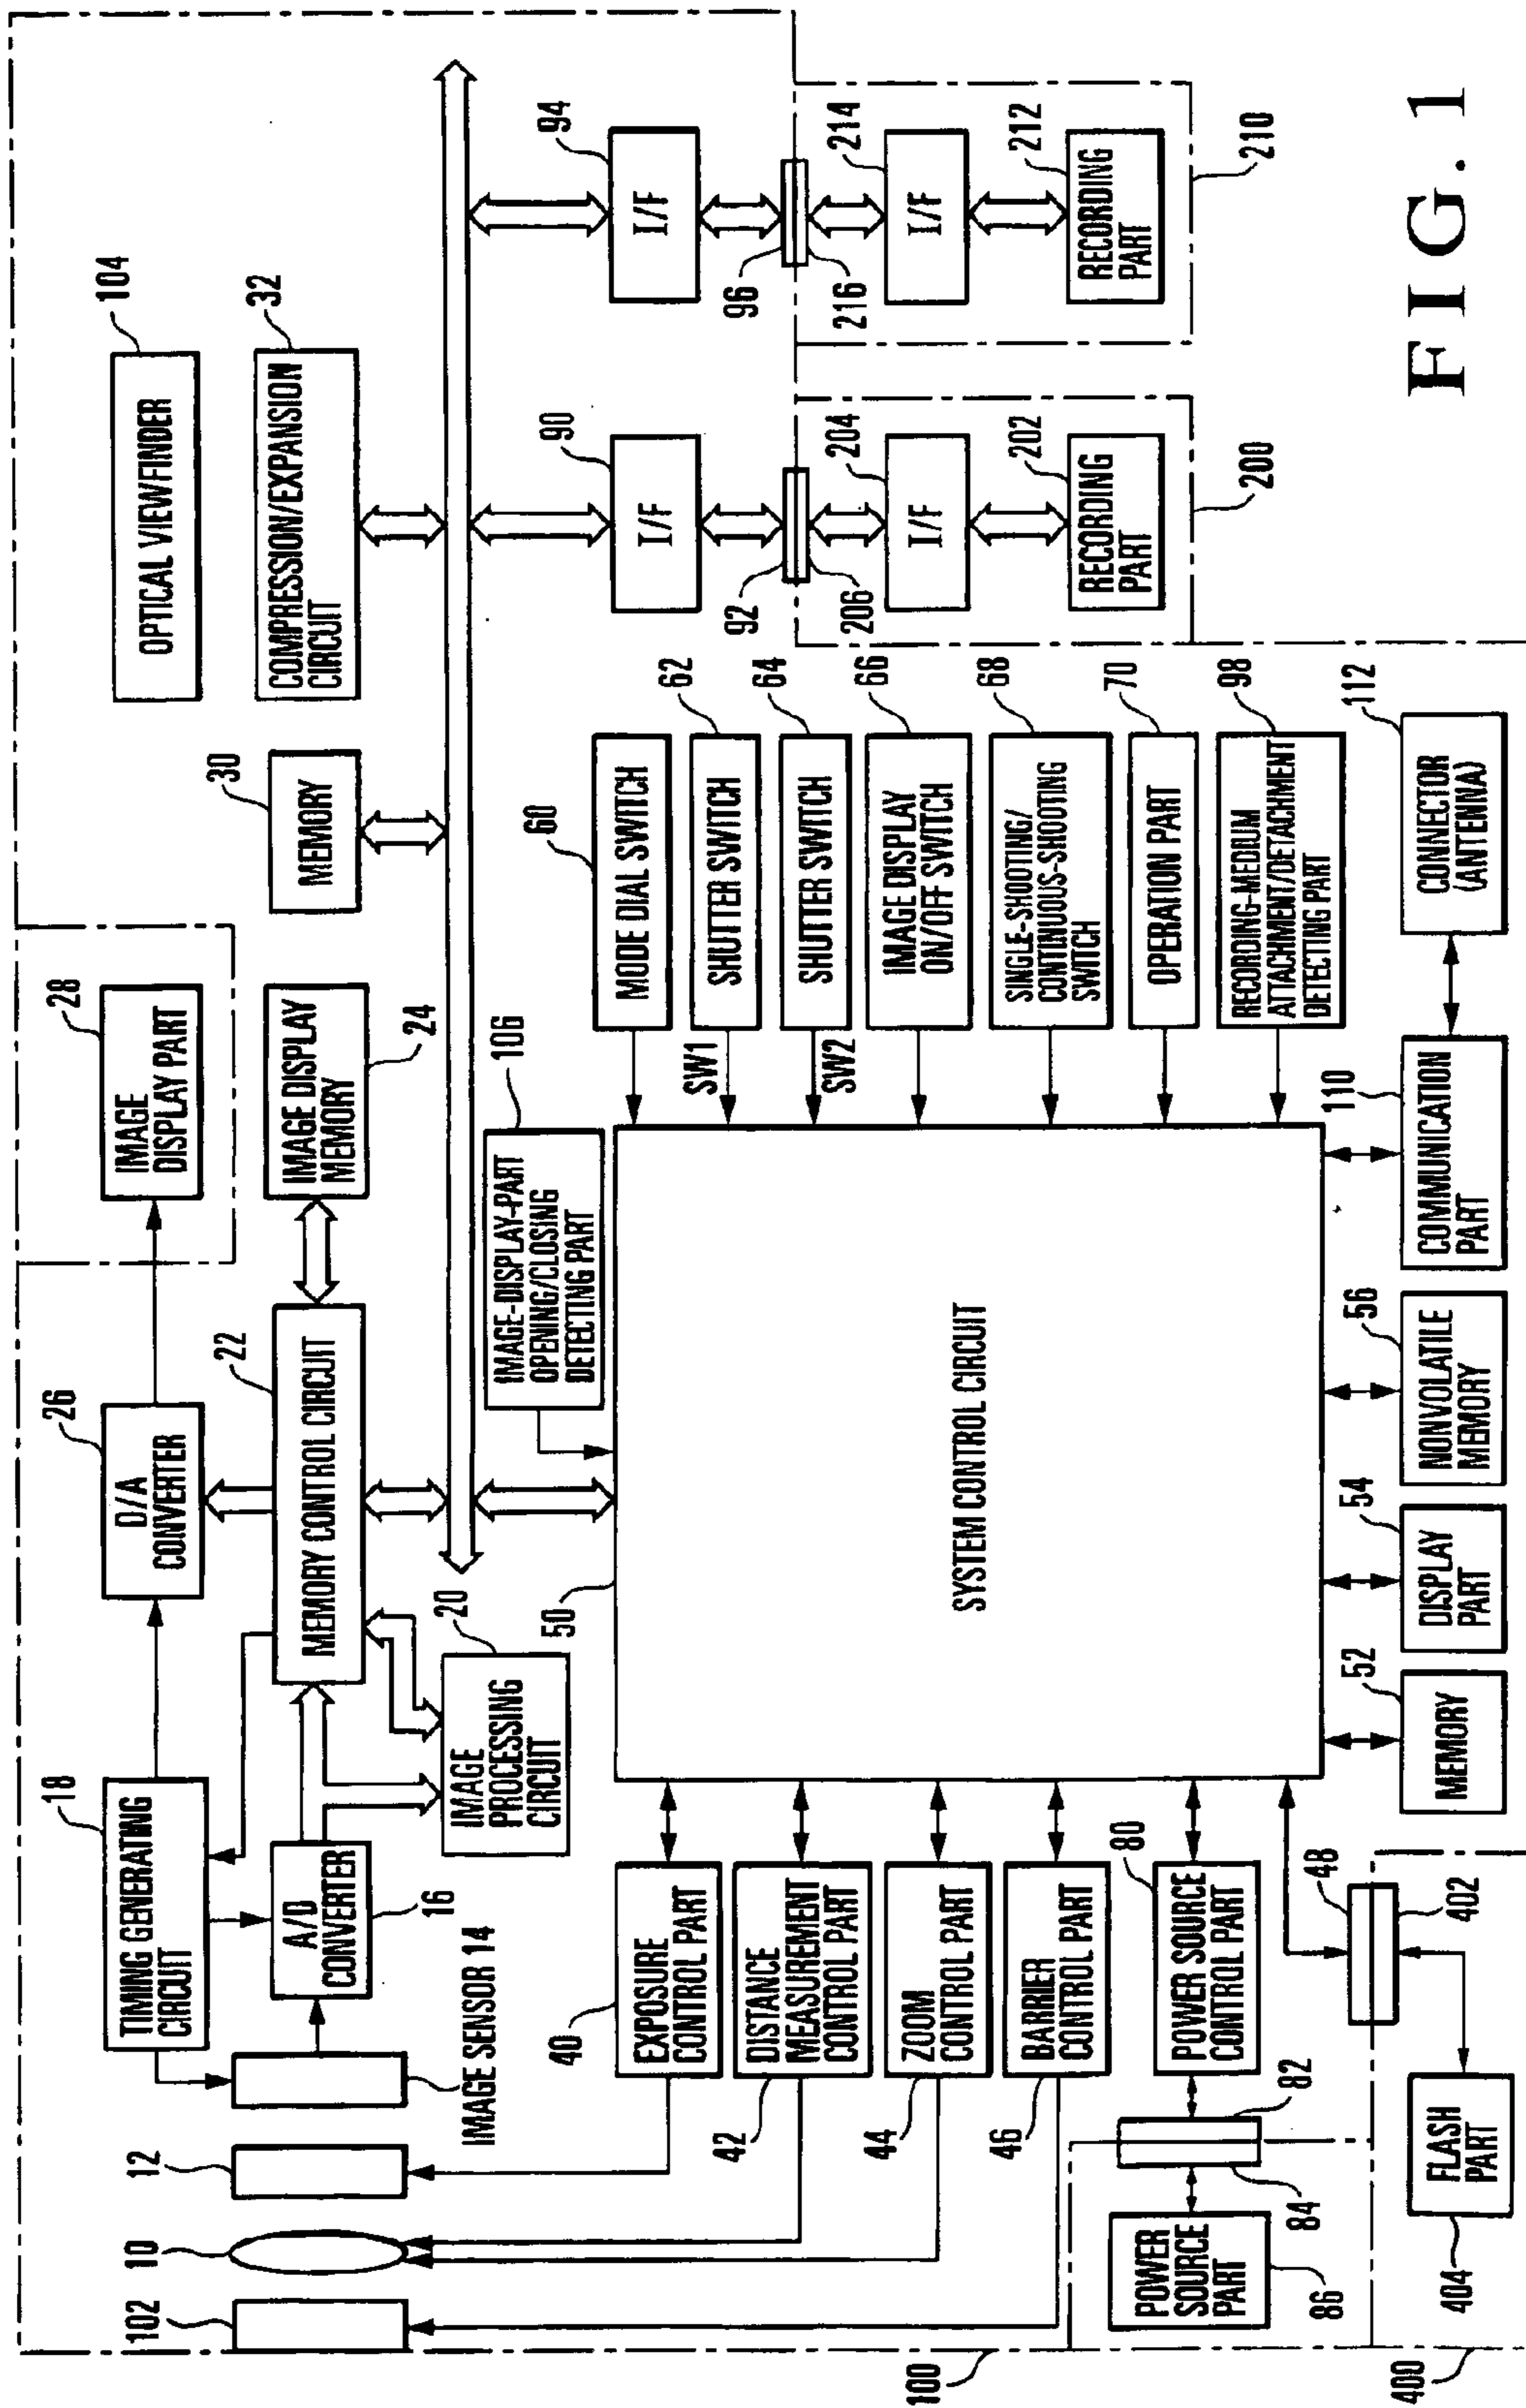 102
10
12
IMAGE SENSOR 14
18
TIMING GENERATING
CIRCUIT
A/D
CONVERTER
16
26
D/A
CONVERTER
22
MEMORY CONTROL CIRCUIT
20
IMAGE
PROCESSING
CIRCUIT
28
IMAGE
DISPLAY PART
IMAGE DISPLAY
MEMORY
24
30
MEMORY
104
OPTICAL VIEWFINDER
32
COMPRESSION/EXPANSION
CIRCUIT
90
I/F
94
I/F
92
96
206
216
204
I/F
214
I/F
202
RECORDING
PART
212
RECORDING
PART
200
210
106
IMAGE-DISPLAY-PART
OPENING/CLOSING
DETECTING PART
50
SYSTEM CONTROL CIRCUIT
60
MODE DIAL SWITCH
SW1
62
SHUTTER SWITCH
SW2
64
SHUTTER SWITCH
66
IMAGE DISPLAY
ON/OFF SWITCH
68
SINGLE-SHOOTING/
CONTINUOUS-SHOOTING
SWITCH
70
OPERATION PART
98
RECORDING-MEDIUM
ATTACHMENT/DETACHMENT
DETECTING PART
40
EXPOSURE
CONTROL PART
42
DISTANCE
MEASUREMENT
CONTROL PART
44
ZOOM
CONTROL PART
46
BARRIER
CONTROL PART
80
POWER SOURCE
CONTROL PART
82
84
POWER
SOURCE
PART
86
100
48
402
FLASH
PART
404
400
52
MEMORY
54
DISPLAY
PART
56
NONVOLATILE
MEMORY
110
COMMUNICATION
PART
112
CONNECTOR
(ANTENNA)
FIG. 1